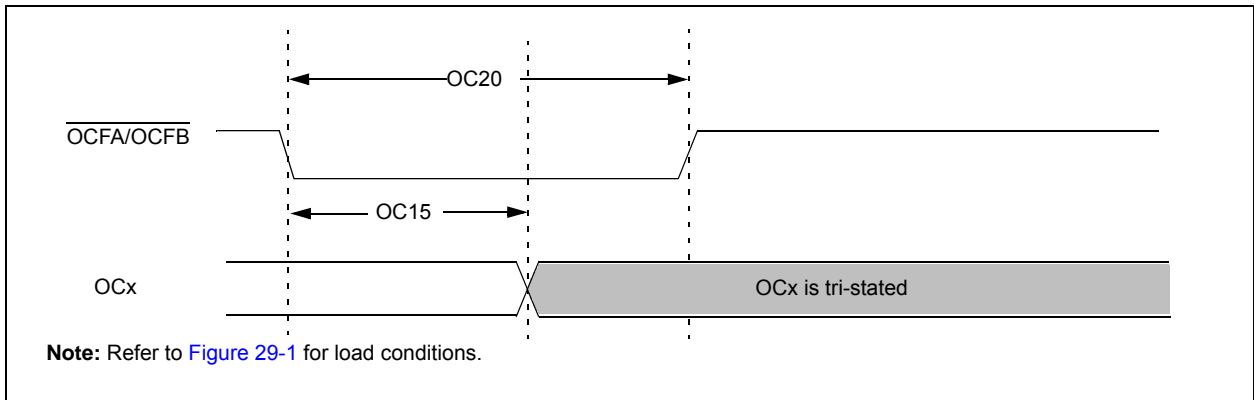 OC20
OCFA/OCFB
OC15
OCx
OCx is tri-stated
Note: Refer to Figure 29-1 for load conditions.